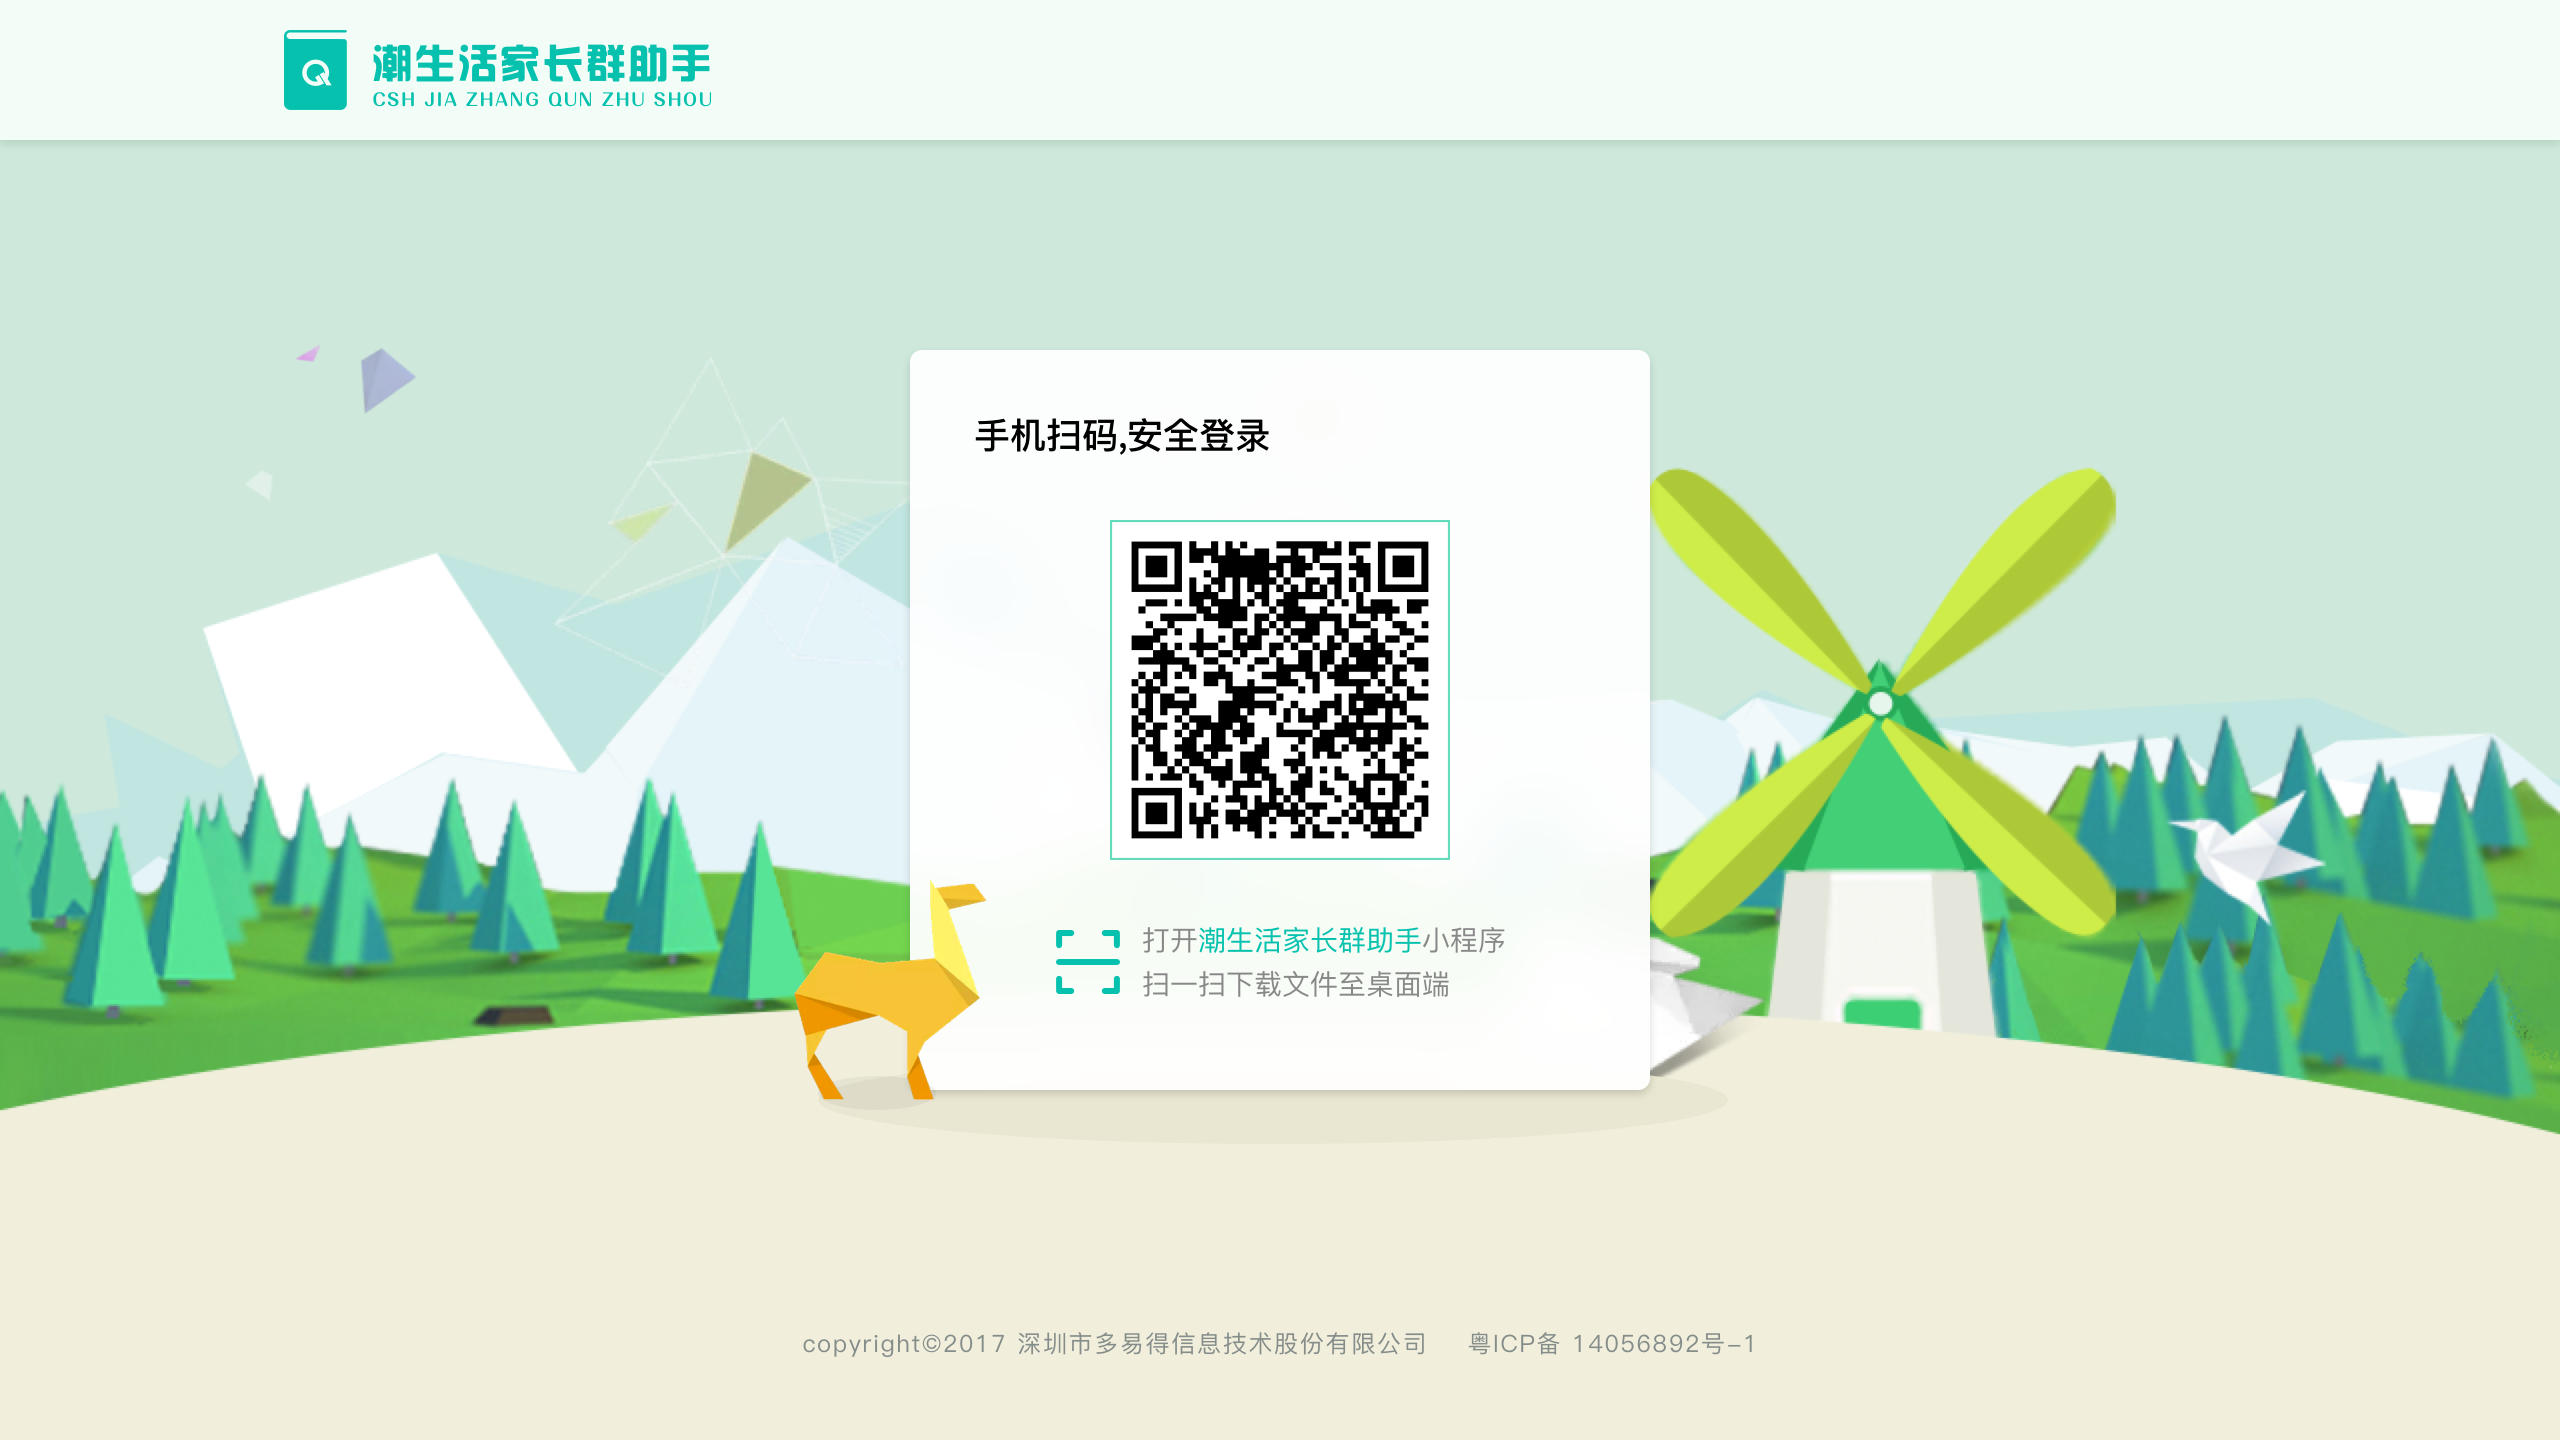 潮生活家长群助手
CSH JIA ZHANG QUN ZHU SHOU
手机扫码,安全登录
打开潮生活家长群助手小程序
扫一扫下载文件至桌面端
copyright©2017 深圳市多易得信息技术股份有限公司 粤ICP备 14056892号-1